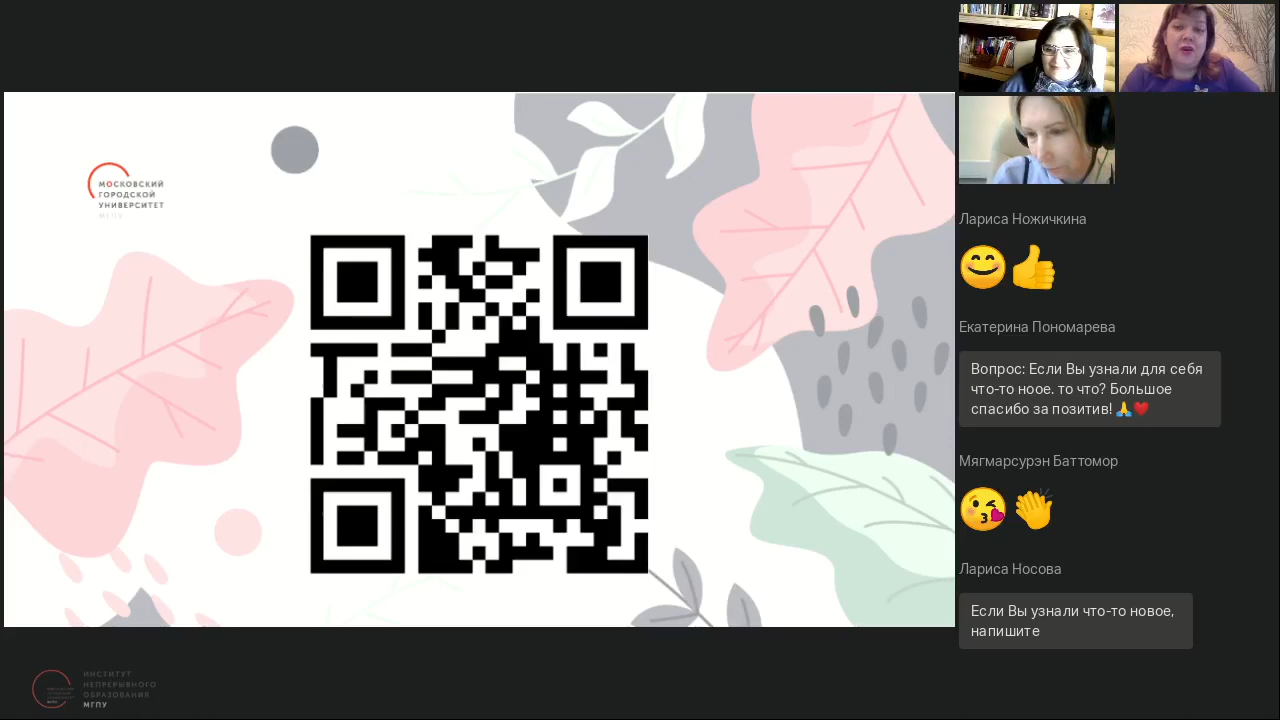 МОСКОВСКИЙ
ГОРОДСКОЙ
УНИВЕРСИТЕТ
МГПУ
Лариса Ножичкина
Екатерина Пономарева
Вопрос: Если Вы узнали для себя
что-то ноое. то что? Большое
спасибо за позитив!
Мягмарсурэн Баттомор
Лариса Носова
Если Вы узнали что-то новое,
напишите
ИНСТИТУТ
НЕПРЕРЫВНОГО
ОБРАЗОВАНИЯ
МГПУ